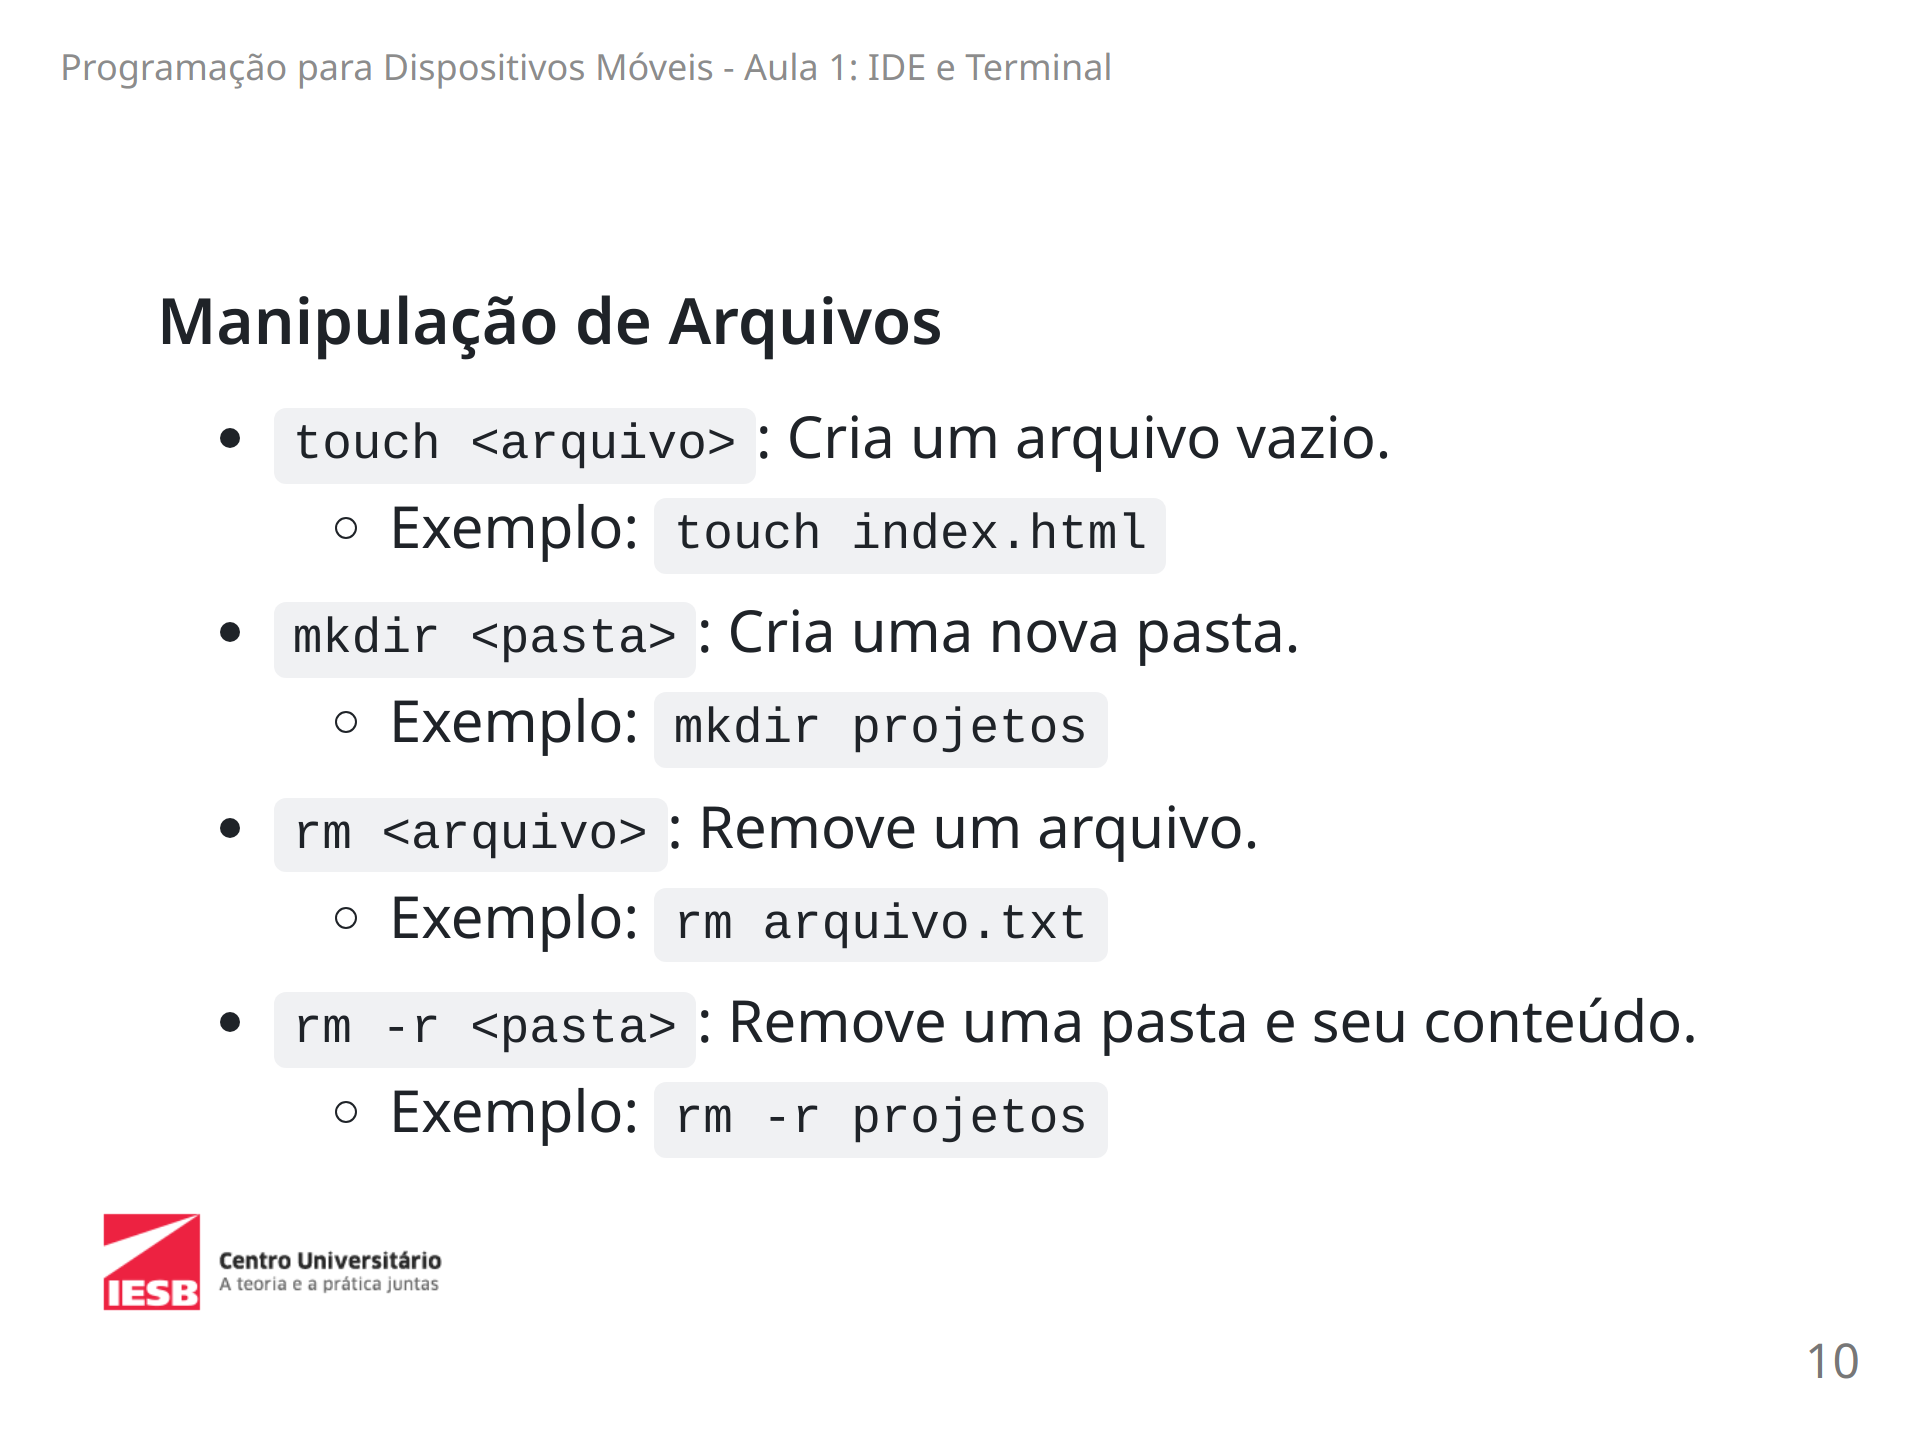 Programação para Dispositivos Móveis - Aula 1: IDE e Terminal
Manipulação de Arquivos
touch <arquivo>: Cria um arquivo vazio.
Exemplo: touch index.html
mkdir <pasta>: Cria uma nova pasta.
Exemplo: mkdir projetos
rm <arquivo>: Remove um arquivo.
Exemplo: rm arquivo.txt
rm -r <pasta>: Remove uma pasta e seu conteúdo.
Exemplo: rm -r projetos
IESB
Centro Universitário
A teoria e a prática juntas
10